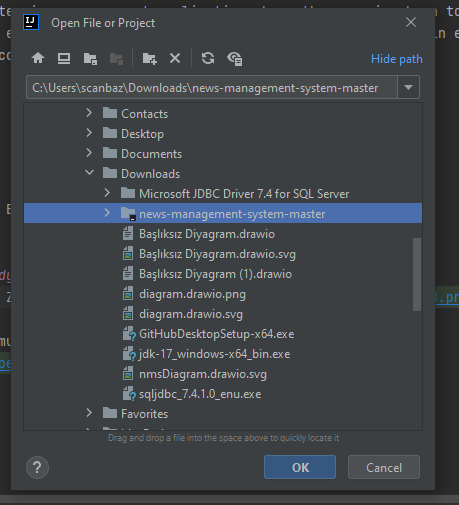 IJ Open File or Project
Hide path
C:\Users\scanbaz\Downloads\news-management-system-master
Contacts
Desktop
Documents
Downloads
Microsoft JDBC Driver 7.4 for SQL Server
news-management-system-master
Başlıksız Diyagram.drawio
Başlıksız Diyagram.drawio.svg
Başlıksız Diyagram (1).drawio
diagram.drawio.png
diagram.drawio.svg
GitHubDesktopSetup-x64.exe
jdk-17_windows-x64_bin.exe
nmsDiagram.drawio.svg
sqljdbc_7.4.1.0_enu.exe
Favorites
Drag and drop a file into the space above to quickly locate it
?
OK
Cancel